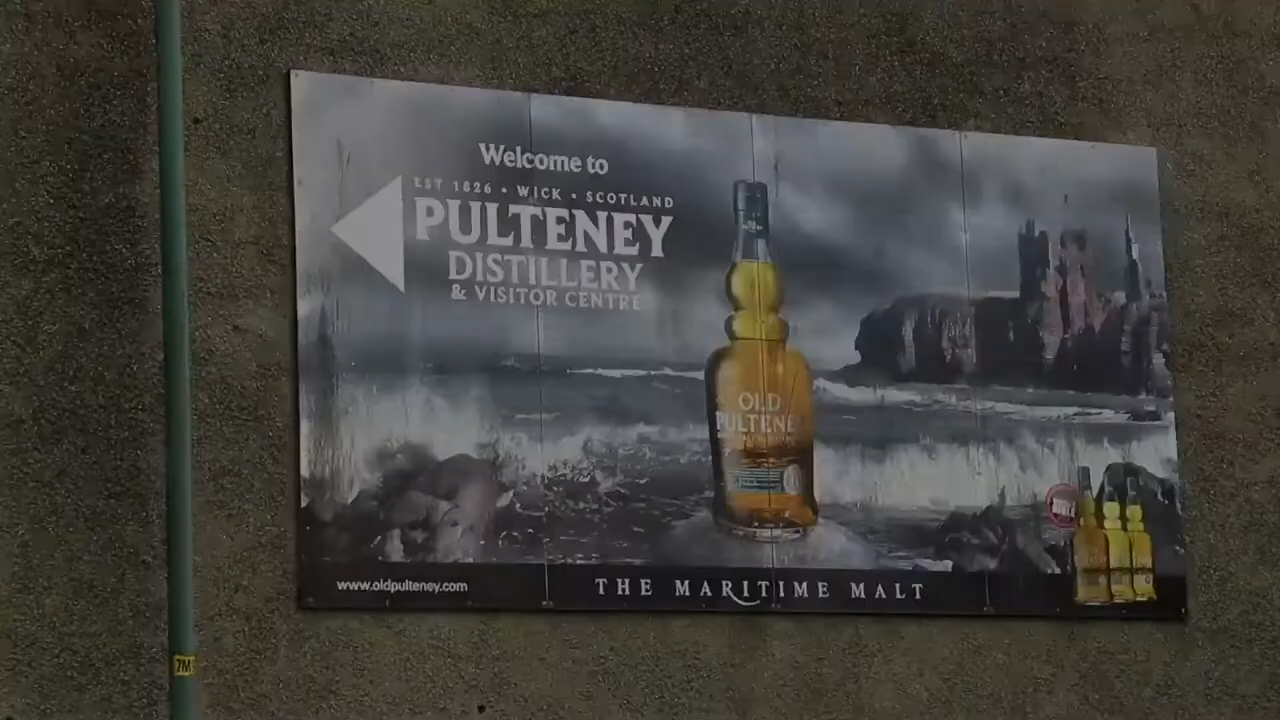 Welcome to
EST 1826 • WICK • SCOTLAND
PULTENEY
DISTILLERY
& VISITOR CENTRE
OLD
PULTENEY
www.oldpulteney.com
THE MARITIME MALT
7M